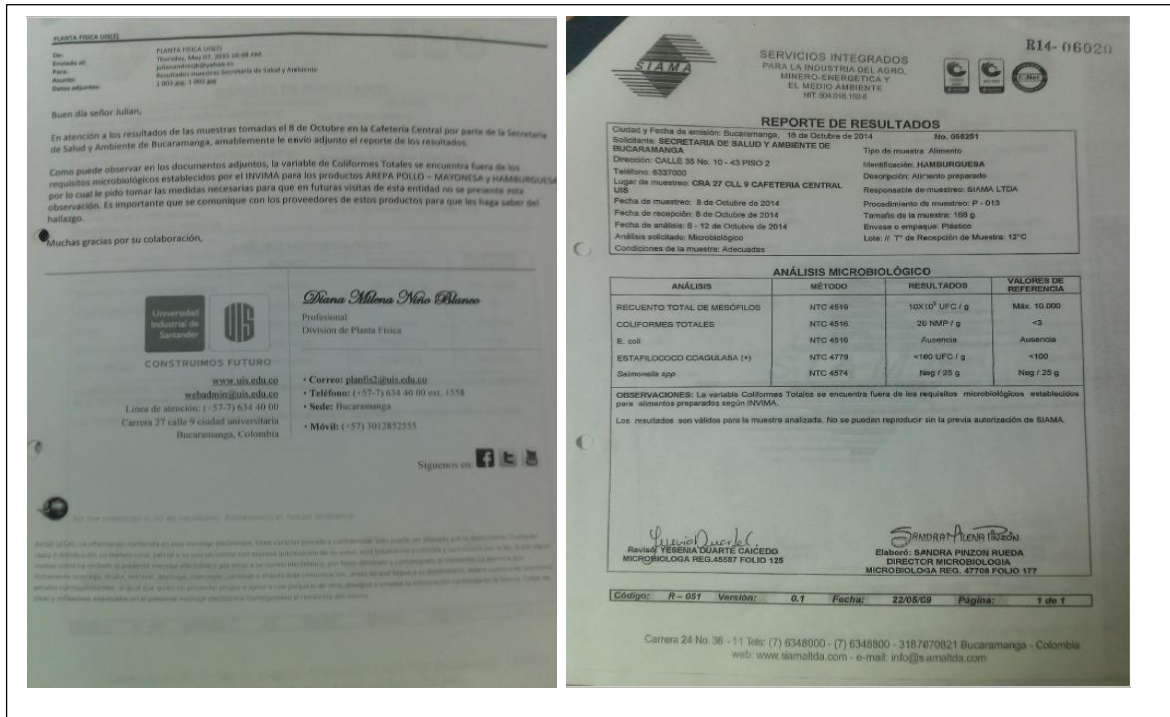 PLANTA FISICA UIS(2)
De:
Enviado el:
Para:
Asunto:
Datos adjuntos:
PLANTA FISICA UIS(2)
Thursday, May 07, 2015
Resultados muestras Secretaría de Salud y Ambiente
Buen día señor Julian,
En atención a los resultados de las muestras tomadas el 8 de Octubre en la Cafetería Central por parte de la Secretaria
de Salud y Ambiente de Bucaramanga, amablemente le envío adjunto el reporte de los resultados.
Como puede observar en los documentos adjuntos, la variable de Coliformes Totales se encuentra fuera de los
requisitos microbiológicos establecidos por el INVIMA para los productos AREPA POLLO – MAYONESA y HAMBURGUESA
por lo cual le pido tomar las medidas necesarias para que en futuras visitas de esta entidad no se presente esta
observación. Es importante que se comunique con los proveedores de estos productos para que les haga saber del
hallazgo.
Muchas gracias por su colaboración,
Universidad
Industrial de
Santander
UIS
CONSTRUIMOS FUTURO
www.uis.edu.co
webadmin@uis.edu.co
Línea de atención: (+57-7) 634 40 00
Carrera 27 calle 9 ciudad universitaria
Bucaramanga, Colombia
Diana Milena Niño Blanco
Profesional
División de Planta Física
• Correo: planfis2@uis.edu.co
• Teléfono: (+57-7) 634 40 00 ext. 1558
• Sede: Bucaramanga
• Móvil: (+57) 3012852555
Síguenos en:
R14-06020
SIAMA
SERVICIOS INTEGRADOS
PARA LA INDUSTRIA DEL AGRO,
MINERO-ENERGETICA Y
EL MEDIO AMBIENTE
NIT. 804.016.152-6
REPORTE DE RESULTADOS
Ciudad y Fecha de emisión: Bucaramanga, 16 de Octubre de 2014 No. 058251
Solicitante: SECRETARIA DE SALUD Y AMBIENTE DE
BUCARAMANGA
Dirección: CALLE 35 No. 10 - 43 PISO 2
Teléfono: 6337000
Lugar de muestreo: CRA 27 CLL 9 CAFETERIA CENTRAL
UIS
Fecha de muestreo: 8 de Octubre de 2014
Fecha de recepción: 8 de Octubre de 2014
Fecha de análisis: 8 - 12 de Octubre de 2014
Análisis solicitado: Microbiológico
Condiciones de la muestra: Adecuadas
Tipo de muestra: Alimento
Identificación: HAMBURGUESA
Descripción: Alimento preparado
Responsable de muestreo: SIAMA LTDA
Procedimiento de muestreo: P - 013
Tamaño de la muestra: 168 g.
Envase o empaque: Plástico
Lote: // T° de Recepción de Muestra: 12°C
ANÁLISIS MICROBIOLÓGICO
ANÁLISIS MÉTODO RESULTADOS VALORES DE REFERENCIA
RECUENTO TOTAL DE MESÓFILOS NTC 4519 UFC / g Máx. 10.000
COLIFORMES TOTALES NTC 4516 28 NMP / g <3
E. coli NTC 4516 Ausencia Ausencia
ESTAFILOCOCO COAGULASA (+) NTC 4779 <100 UFC / g <100
Salmonella spp NTC 4574 Neg / 25 g Neg / 25 g
OBSERVACIONES: La variable Coliformes Totales se encuentra fuera de los requisitos microbiológicos establecidos
para alimentos preparados según INVIMA.
Los resultados son válidos para la muestra analizada. No se pueden reproducir sin la previa autorización de SIAMA.
Revisó: YESENIA DUARTE CAICEDO
MICROBIOLOGA REG.45587 FOLIO 125
SANDRA MILENA PINZON
Elaboró: SANDRA PINZON RUEDA
DIRECTOR MICROBIOLOGIA
MICROBIOLOGA REG. 47708 FOLIO 177
Código: R – 051 Versión: 0.1 Fecha: 22/05/09 Página: 1 de 1
Carrera 24 No. 36 - 11 Tels: (7) 6348000 - (7) 6348800 - 3187070821 Bucaramanga - Colombia
web: www.siamaltda.com - e-mail: info@siamaltda.com